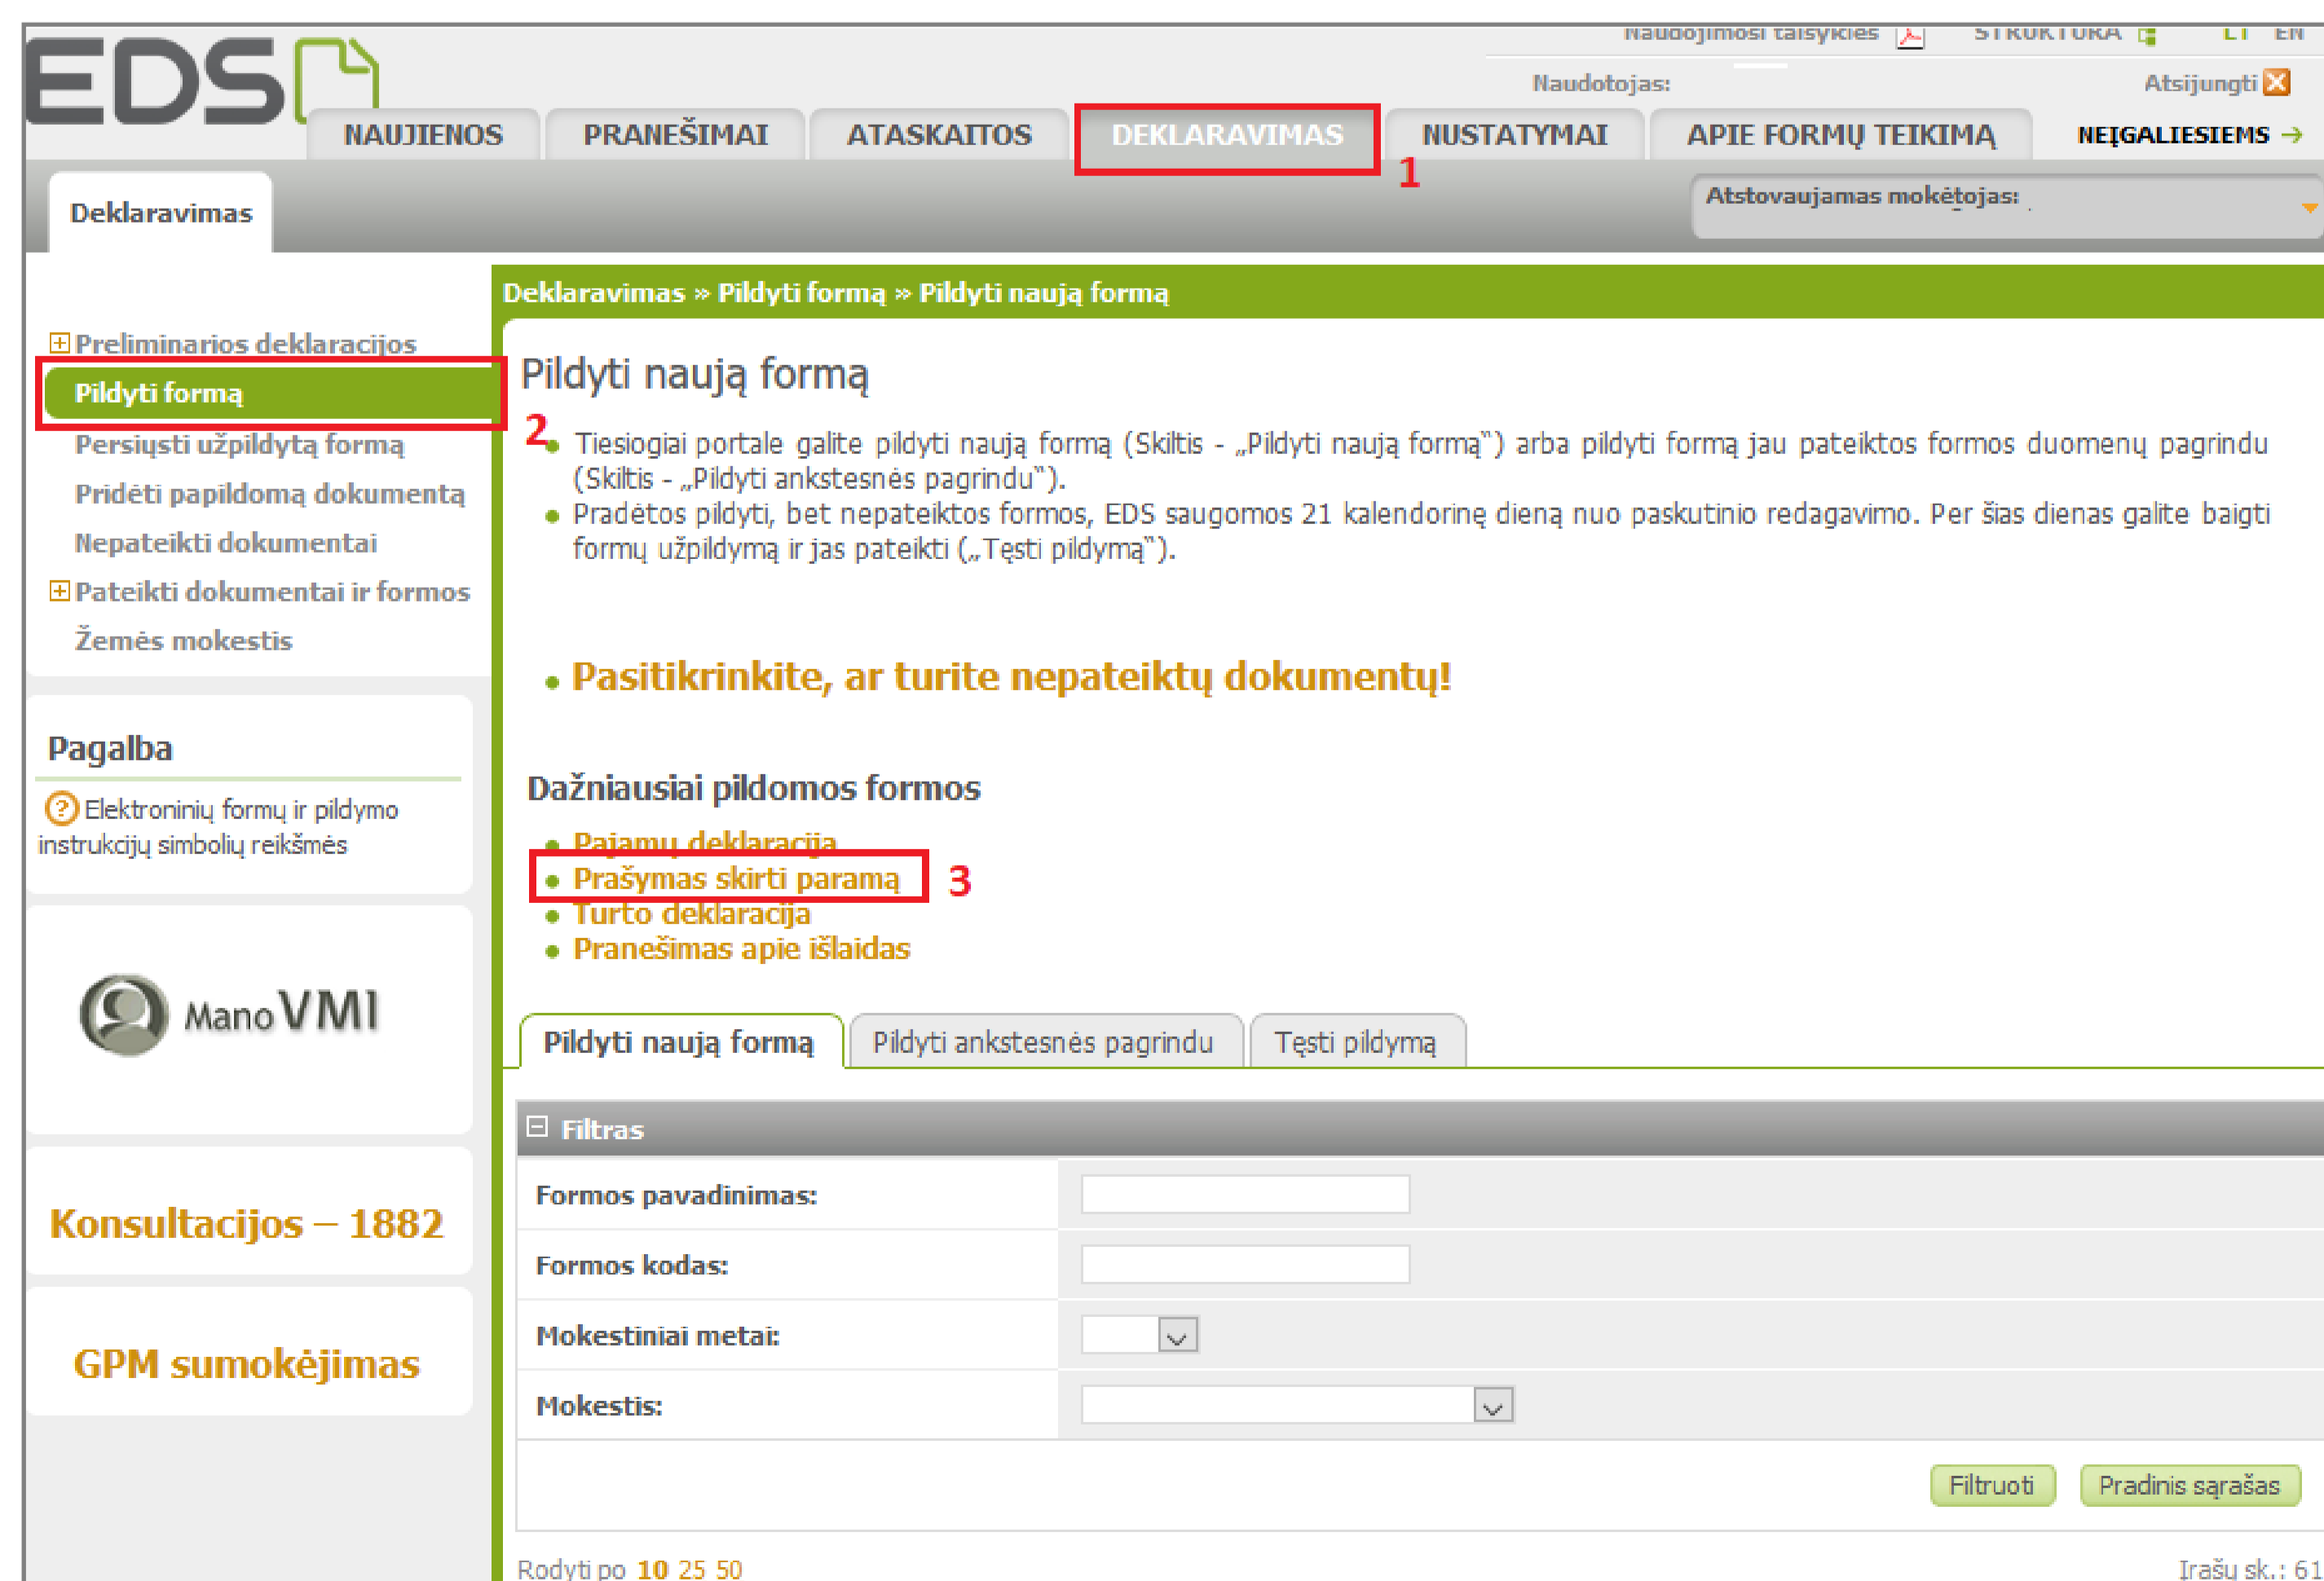 Naudojimosi taisyklės STRUKTŪRA LT EN
EDS
Naudotojas: Atsijungti
NAUJIENOS PRANEŠIMAI ATASKAITOS DEKLARAVIMAS NUSTATYMAI APIE FORMŲ TEIKIMĄ NEĮGALIESIEMS →
1
Deklaravimas
Atstovaujamas mokėtojas:
Deklaravimas » Pildyti formą » Pildyti naują formą
Preliminarios deklaracijos
Pildyti formą
Persiųsti užpildytą formą
Pridėti papildomą dokumentą
Nepateikti dokumentai
Pateikti dokumentai ir formos
Žemės mokestis
Pagalba
Elektroninių formų ir pildymo
instrukcijų simbolių reikšmės
Mano VMI
Konsultacijos – 1882
GPM sumokėjimas
Pildyti naują formą
2
Tiesiogiai portale galite pildyti naują formą (Skiltis - „Pildyti naują formą“) arba pildyti formą jau pateiktos formos duomenų pagrindu
(Skiltis - „Pildyti ankstesnės pagrindu“).
Pradėtos pildyti, bet nepateiktos formos, EDS saugomos 21 kalendorinę dieną nuo paskutinio redagavimo. Per šias dienas galite baigti
formų užpildymą ir jas pateikti („Tęsti pildymą“).
Pasitikrinkite, ar turite nepateiktų dokumentų!
Dažniausiai pildomos formos
Pajamų deklaracija
Prašymas skirti paramą 3
Turto deklaracija
Pranešimas apie išlaidas
Pildyti naują formą Pildyti ankstesnės pagrindu Tęsti pildymą
Filtras
Formos pavadinimas:
Formos kodas:
Mokestiniai metai:
Mokestis:
Filtruoti Pradinis sąrašas
Rodyti po 10 25 50 Įrašų sk.: 61